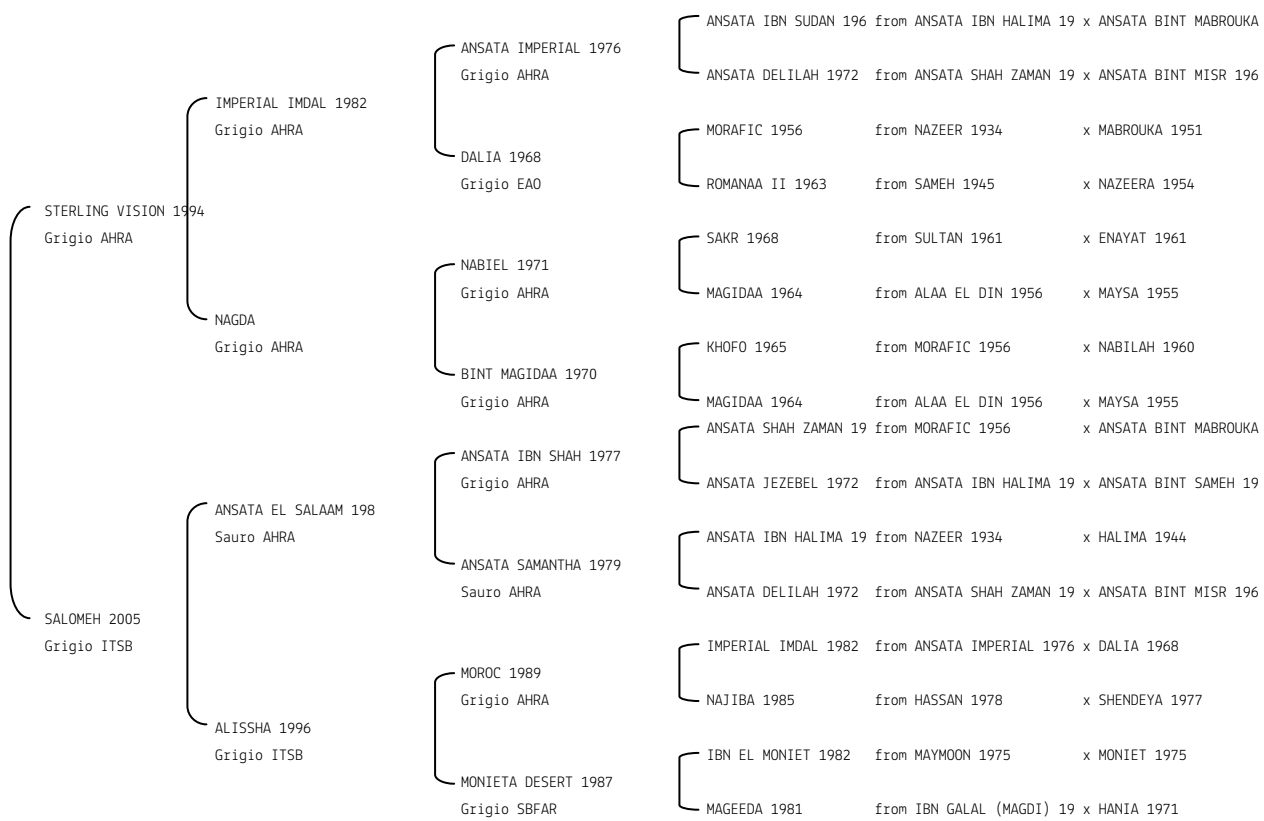 ANSATA IBN SUDAN 196 from ANSATA IBN HALIMA 19 x ANSATA BINT MABROUKA
ANSATA IMPERIAL 1976
Grigio AHRA
ANSATA DELILAH 1972 from ANSATA SHAH ZAMAN 19 x ANSATA BINT MISR 196
IMPERIAL IMDAL 1982
Grigio AHRA
MORAFIC 1956 from NAZEER 1934 x MABROUKA 1951
DALIA 1968
Grigio EAO
ROMANAA II 1963 from SAMEH 1945 x NAZEERA 1954
STERLING VISION 1994
Grigio AHRA
SAKR 1968 from SULTAN 1961 x ENAYAT 1961
NABIEL 1971
Grigio AHRA
MAGIDAA 1964 from ALAA EL DIN 1956 x MAYSA 1955
NAGDA
Grigio AHRA
KHOFO 1965 from MORAFIC 1956 x NABILAH 1960
BINT MAGIDAA 1970
Grigio AHRA
MAGIDAA 1964 from ALAA EL DIN 1956 x MAYSA 1955
ANSATA SHAH ZAMAN 19 from MORAFIC 1956 x ANSATA BINT MABROUKA
ANSATA IBN SHAH 1977
Grigio AHRA
ANSATA JEZEBEL 1972 from ANSATA IBN HALIMA 19 x ANSATA BINT SAMEH 19
ANSATA EL SALAAM 198
Sauro AHRA
ANSATA IBN HALIMA 19 from NAZEER 1934 x HALIMA 1944
ANSATA SAMANTHA 1979
Sauro AHRA
ANSATA DELILAH 1972 from ANSATA SHAH ZAMAN 19 x ANSATA BINT MISR 196
SALOMEH 2005
Grigio ITSB
IMPERIAL IMDAL 1982 from ANSATA IMPERIAL 1976 x DALIA 1968
MOROC 1989
Grigio AHRA
NAJIBA 1985 from HASSAN 1978 x SHENDEYA 1977
ALISSHA 1996
Grigio ITSB
IBN EL MONIET 1982 from MAYMOON 1975 x MONIET 1975
MONIETA DESERT 1987
Grigio SBFAR
MAGEEDA 1981 from IBN GALAL (MAGDI) 19 x HANIA 1971